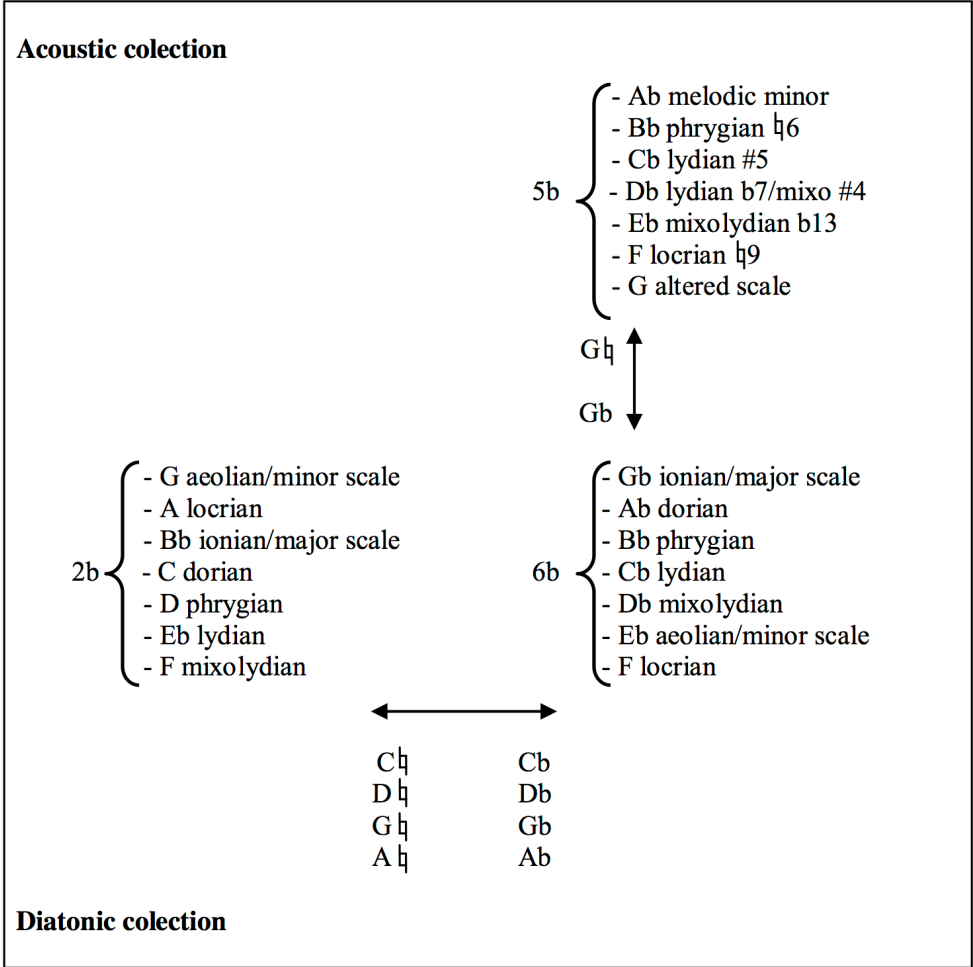 Acoustic colection
- Ab melodic minor
- Bb phrygian ♮6
- Cb lydian #5
5b
- Db lydian b7/mixo #4
- Eb mixolydian b13
- F locrian ♮9
- G altered scale
G♮
Gb
- G aeolian/minor scale
- A locrian
- Bb ionian/major scale
2b
- C dorian
- D phrygian
- Eb lydian
- F mixolydian
- Gb ionian/major scale
- Ab dorian
- Bb phrygian
6b
- Cb lydian
- Db mixolydian
- Eb aeolian/minor scale
- F locrian
C♮ Cb
D♮ Db
G♮ Gb
A♮ Ab
Diatonic colection